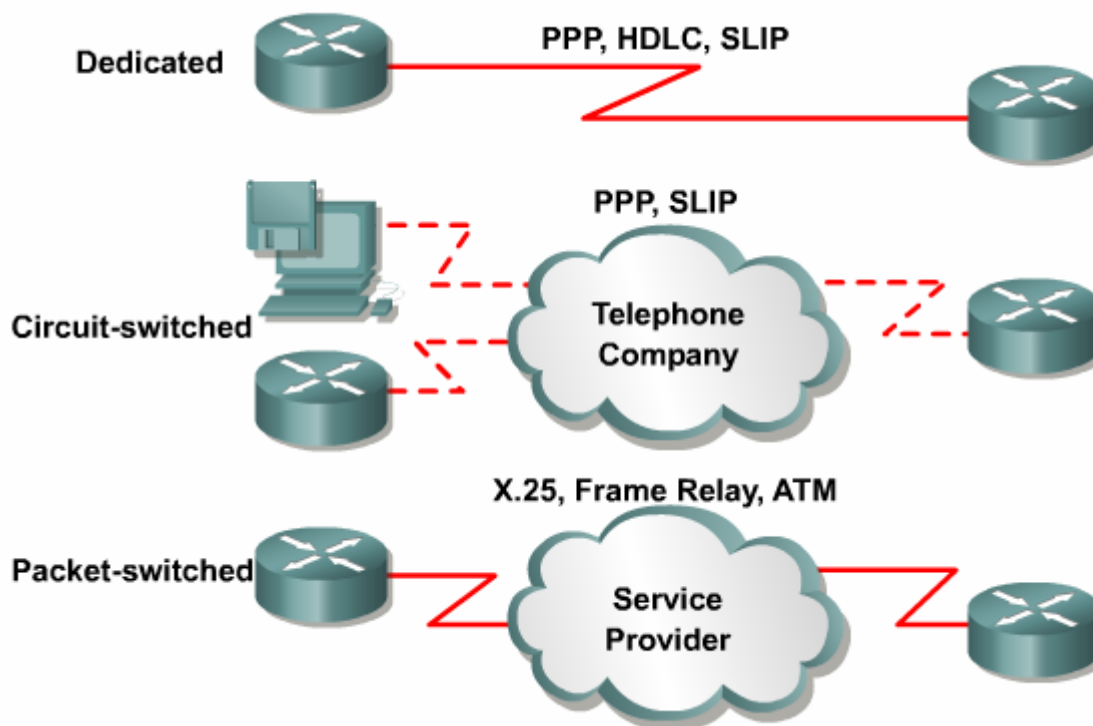 PPP, HDLC, SLIP
Dedicated
PPP, SLIP
Circuit-switched
Telephone
Company
X.25, Frame Relay, ATM
Packet-switched
Service
Provider